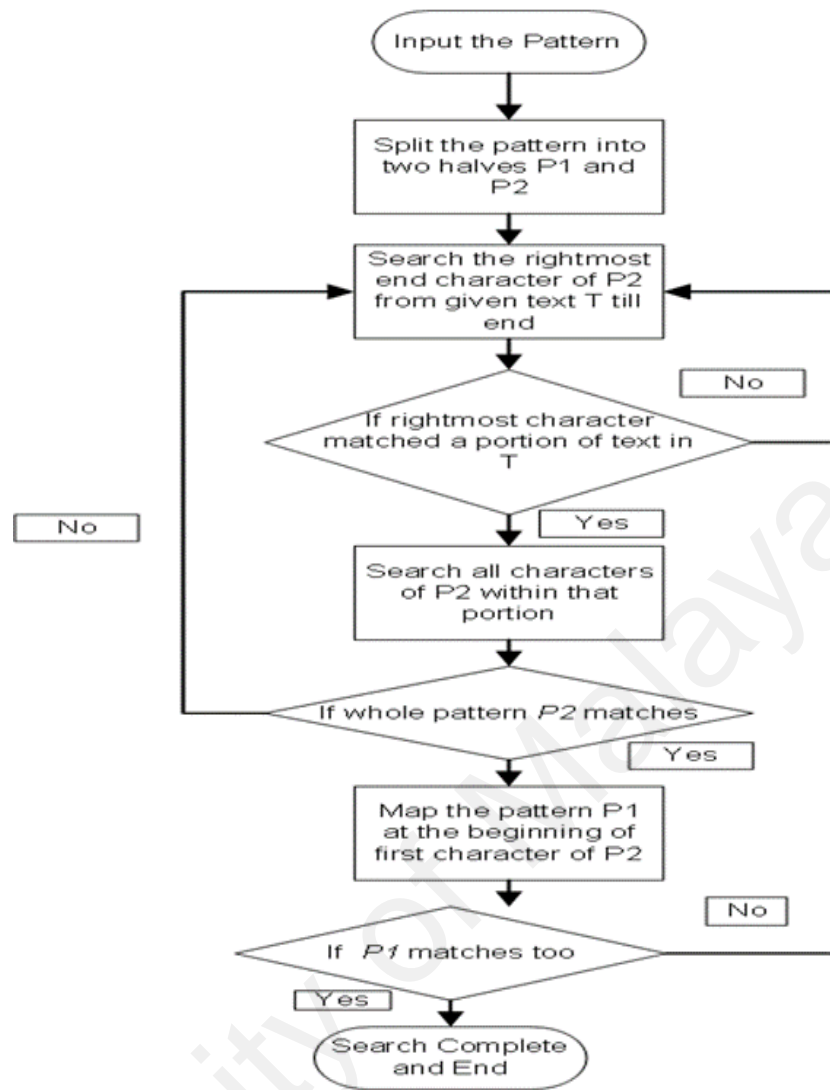 Input the Pattern
Split the pattern into
two halves P1 and
P2
Search the rightmost
end character of P2
from given text T till
end
No
If rightmost character
matched a portion of text in
T
No
Yes
Search all characters
of P2 within that
portion
If whole pattern P2 matches
Yes
Map the pattern P1
at the beginning of
first character of P2
No
If P1 matches too
Yes
Search Complete
and End
ity of Malaya